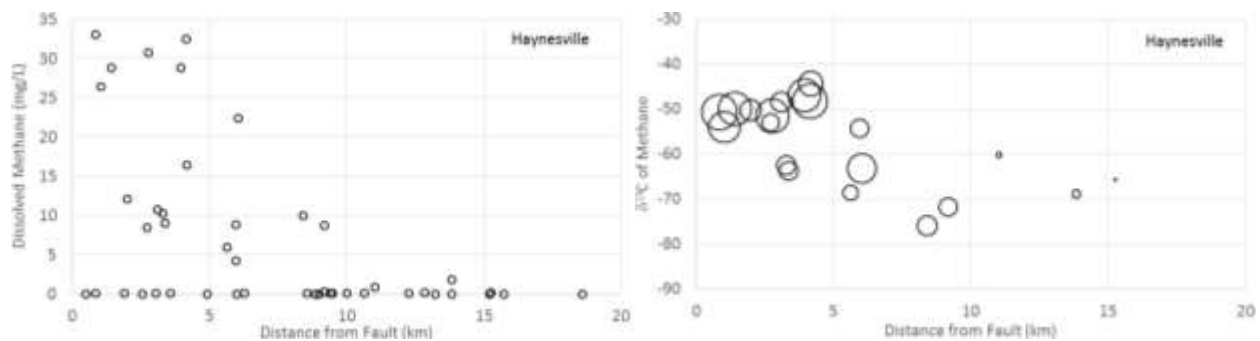 35
30
25
20
15
10
5
0
Dissolved Methane (mg/L)
Haynesville
0 5 10 15 20
Distance from Fault (km)
-30
-40
-50
-60
-70
-80
-90
δ¹³C of Methane
Haynesville
0 5 10 15 20
Distance from Fault (km)